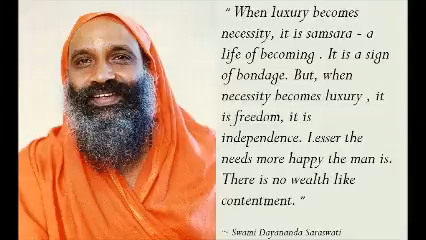 " When luxury becomes
necessity, it is samsara - a
life of becoming . It is a sign
of bondage. But, when
necessity becomes luxury , it
is freedom, it is
independence. Lesser the
needs more happy the man is.
There is no wealth like
contentment. "
~ Swami Dayananda Saraswati